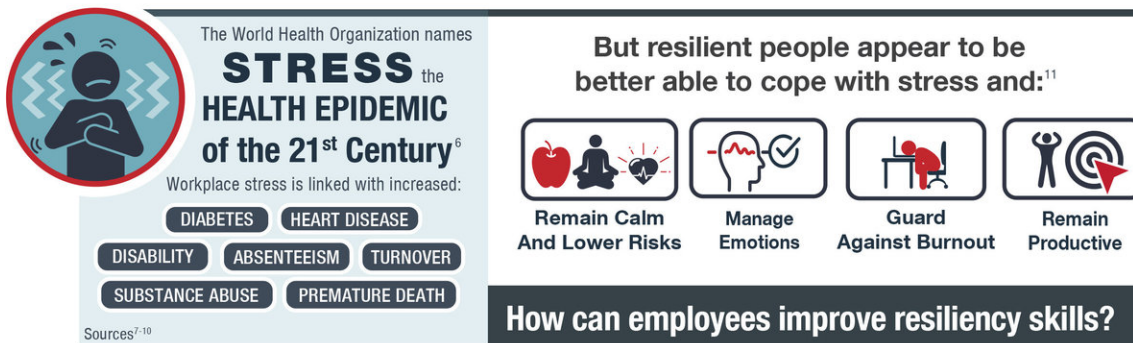 The World Health Organization names
STRESS the
HEALTH EPIDEMIC
of the 21st Century6
Workplace stress is linked with increased:
DIABETES HEART DISEASE
DISABILITY ABSENTEEISM TURNOVER
SUBSTANCE ABUSE PREMATURE DEATH
Sources7-10
But resilient people appear to be
better able to cope with stress and:11
Remain Calm
And Lower Risks
Manage
Emotions
Guard
Against Burnout
Remain
Productive
How can employees improve resiliency skills?